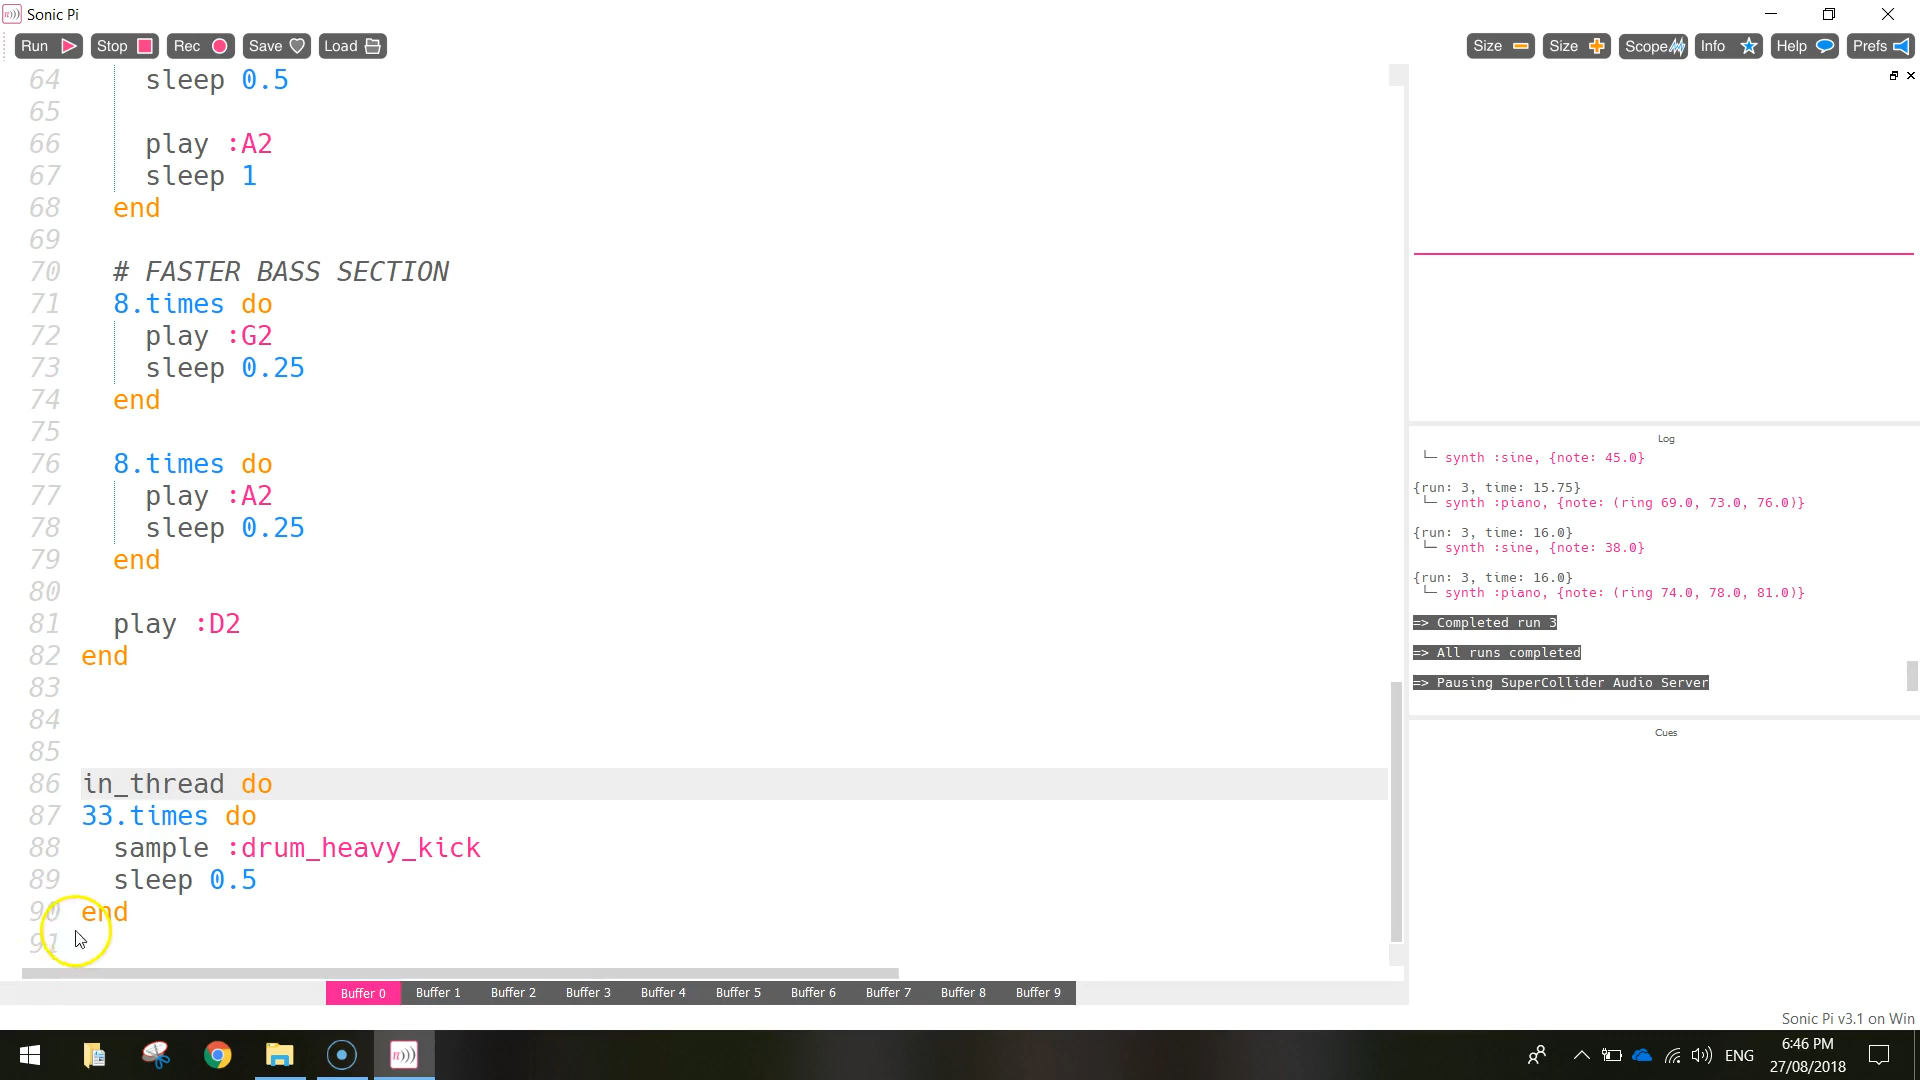 Sonic Pi
Run Stop Rec Save Load Size Size Scope Info Help Prefs
64 sleep 0.5
65
66 play :A2
67 sleep 1
68 end
69
70 # FASTER BASS SECTION
71 8.times do
72 play :G2
73 sleep 0.25
74 end
75
76 8.times do
77 play :A2
78 sleep 0.25
79 end
80
81 play :D2
82 end
83
84
85
86 in_thread do
87 33.times do
88 sample :drum_heavy_kick
89 sleep 0.5
90 end
91
Log
└─ synth :sine, {note: 45.0}
{run: 3, time: 15.75}
└─ synth :piano, {note: (ring 69.0, 73.0, 76.0)}
{run: 3, time: 16.0}
└─ synth :sine, {note: 38.0}
{run: 3, time: 16.0}
└─ synth :piano, {note: (ring 74.0, 78.0, 81.0)}
=> Completed run 3
=> All runs completed
=> Pausing SuperCollider Audio Server
Cues
Buffer 0 Buffer 1 Buffer 2 Buffer 3 Buffer 4 Buffer 5 Buffer 6 Buffer 7 Buffer 8 Buffer 9
Sonic Pi v3.1 on Win
ENG
6:46 PM
27/08/2018